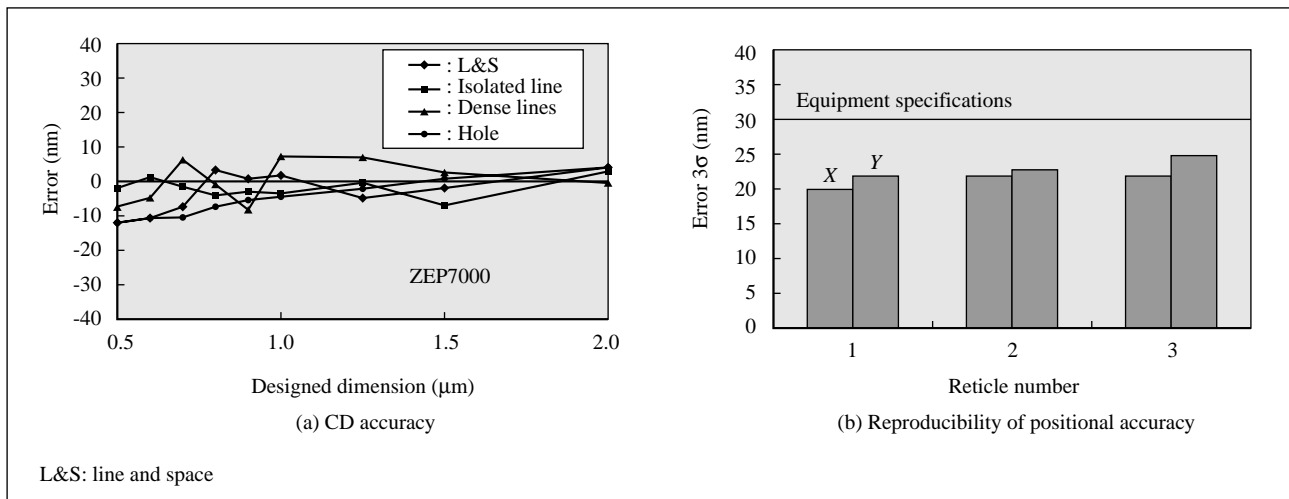 40
30
20
10
0
-10
-20
-30
-40
Error (nm)
: L&S
: Isolated line
: Dense lines
: Hole
ZEP7000
0.5 1.0 1.5 2.0
Designed dimension (μm)
(a) CD accuracy
40
35
30
25
20
15
10
5
0
Error 3σ (nm)
Equipment specifications
X Y
1 2 3
Reticle number
(b) Reproducibility of positional accuracy
L&S: line and space